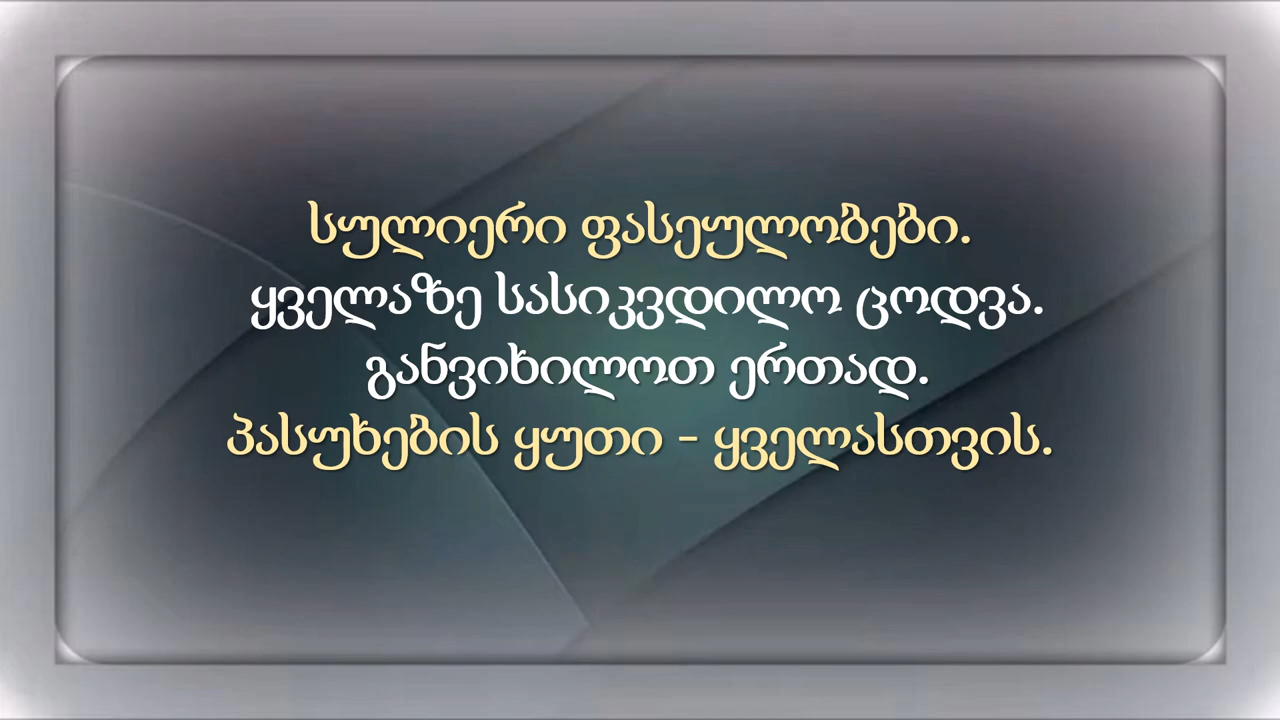 სულიერი ფასეულობები.
ყველაზე სასიკვდილო ცოდვა.
განვიხილოთ ერთად.
პასუხების ყუთი - ყველასთვის.